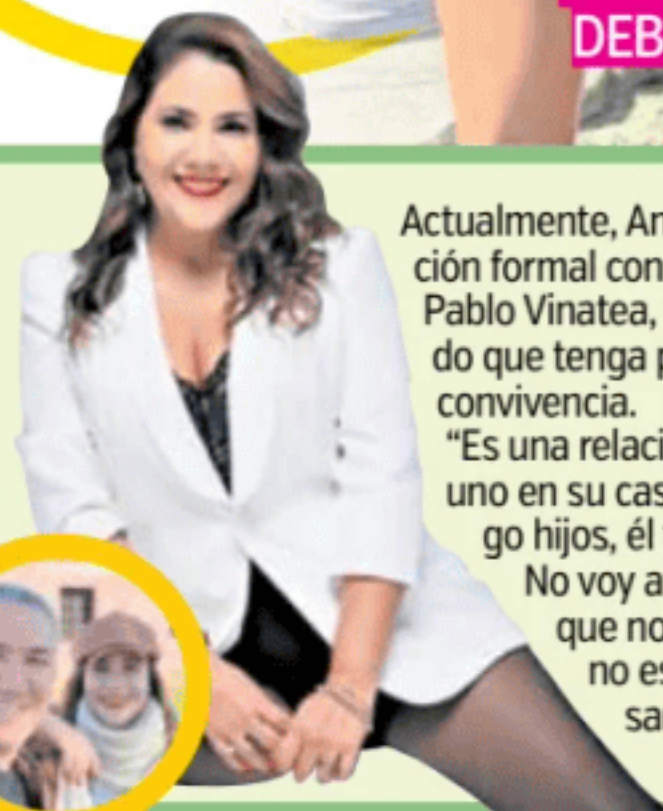 DEB
Actualmente, An
ción formal con
Pablo Vinatea,
do que tenga p
convivencia.
“Es una relaci
uno en su cas
go hijos, él
No voy a
que no
no es
sa